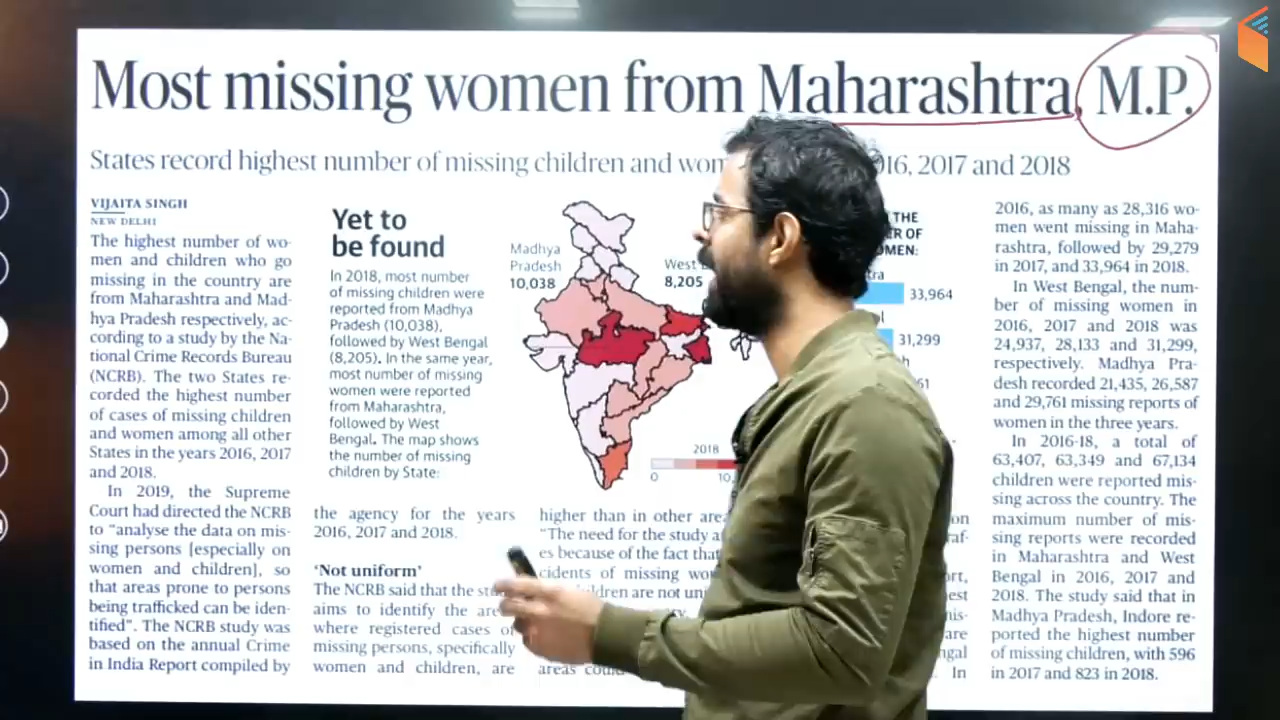 Most missing women from Maharashtra, M.P.
States record highest number of missing children and 16, 2017 and 2018
VIJAITA SINGH
NEW DELHI
The highest number of wo-
men and children who go
missing in the country are
from Maharashtra and Mad-
hya Pradesh respectively, ac-
cording to a study by the Na-
tional Crime Records Bureau
(NCRB). The two States re-
corded the highest number
of cases of missing children
and women among all other
States in the years 2016, 2017
and 2018.
In 2019, the Supreme
Court had directed the NCRB
to “analyse the data on mis-
sing persons [especially on
women and children], so
that areas prone to persons
being trafficked can be iden-
tified”. The NCRB study was
based on the annual Crime
in India Report compiled by
Yet to
be found
In 2018, most number
of missing children were
reported from Madhya
Pradesh (10,038),
followed by West Bengal
(8,205). In the same year,
most number of missing
women were reported
from Maharashtra,
followed by West
Bengal. The map shows
the number of missing
children by State:
the agency for the years
2016, 2017 and 2018.
‘Not uniform’
The NCRB said that the
aims to identify the
where registered cases of
missing persons, specifically
women and children, are
Madhya
Pradesh
10,038
West
8,205
2018
0
higher than in other
“The need for the study
es because of the fact that
cidents of missing
are not
areas
THE
OF
33,964
31,299
are
In
2016, as many as 28,316 wo-
men went missing in Maha-
rashtra, followed by 29,279
in 2017, and 33,964 in 2018.
In West Bengal, the num-
ber of missing women in
2016, 2017 and 2018 was
24,937, 28,133 and 31,299,
respectively. Madhya Pra-
desh recorded 21,435, 26,587
and 29,761 missing reports of
women in the three years.
In 2016-18, a total of
63,407, 63,349 and 67,134
children were reported mis-
sing across the country. The
maximum number of mis-
sing reports were recorded
in Maharashtra and West
Bengal in 2016, 2017 and
2018. The study said that in
Madhya Pradesh, Indore re-
ported the highest number
of missing children, with 596
in 2017 and 823 in 2018.